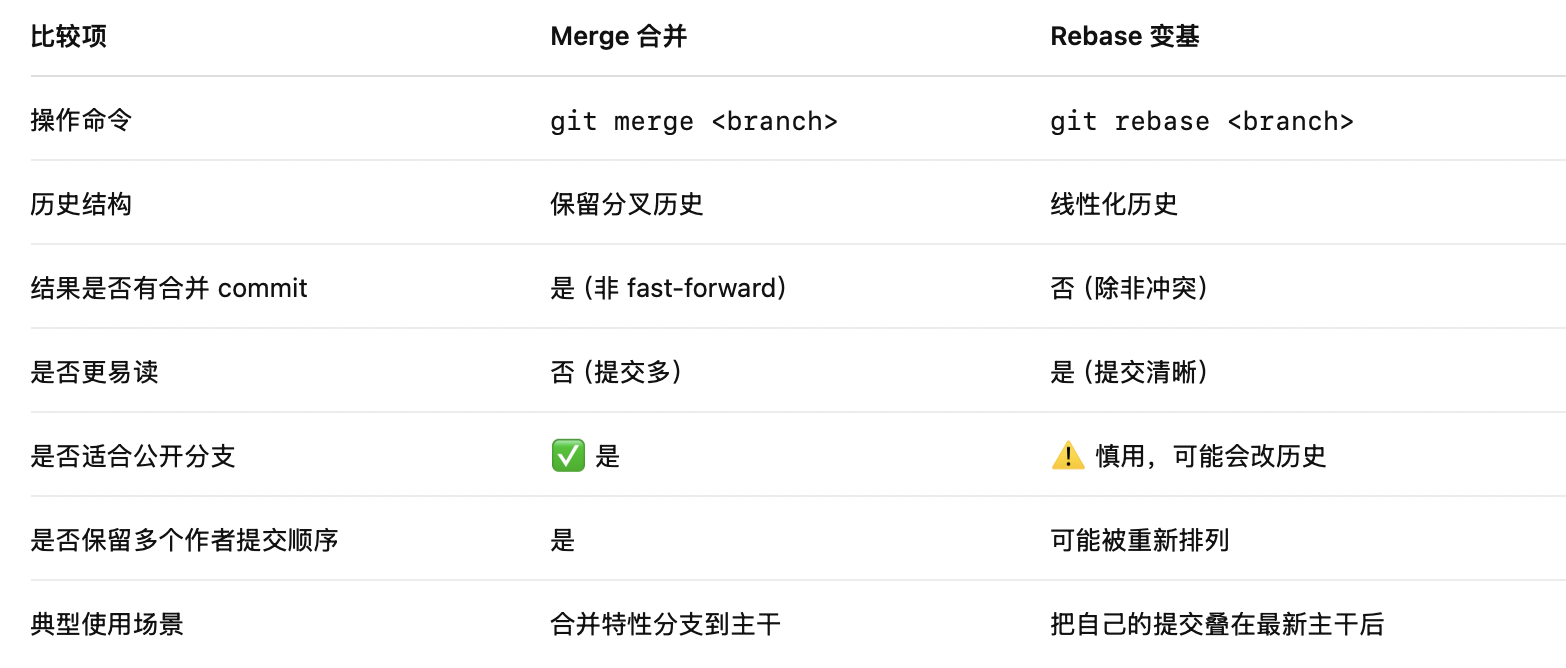 比较项 Merge 合并 Rebase 变基
操作命令 git merge <branch> git rebase <branch>
历史结构 保留分叉历史 线性化历史
结果是否有合并 commit 是（非 fast-forward） 否（除非冲突）
是否更易读 否（提交多） 是（提交清晰）
是否适合公开分支 ✅ 是 ⚠️ 慎用，可能会改历史
是否保留多个作者提交顺序 是 可能被重新排列
典型使用场景 合并特性分支到主干 把自己的提交叠在最新主干后